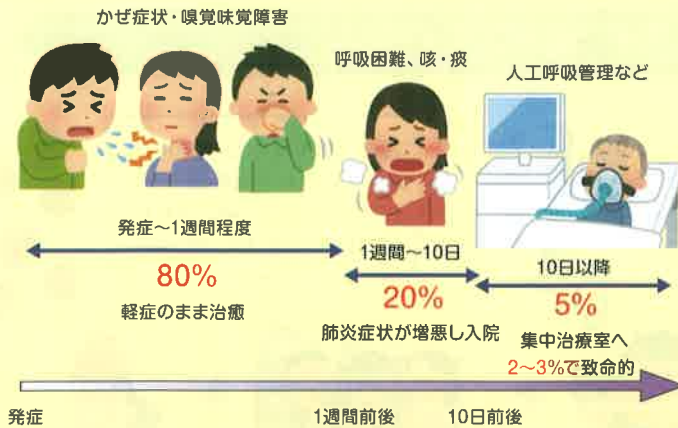 かぜ症状・嗅覚味覚障害
呼吸困難、咳・痰
人工呼吸管理など
発症～1週間程度
80%
軽症のまま治癒
1週間～10日
20%
肺炎症状が増悪し入院
10日以降
5%
集中治療室へ
2～3%で致命的
発症
1週間前後
10日前後